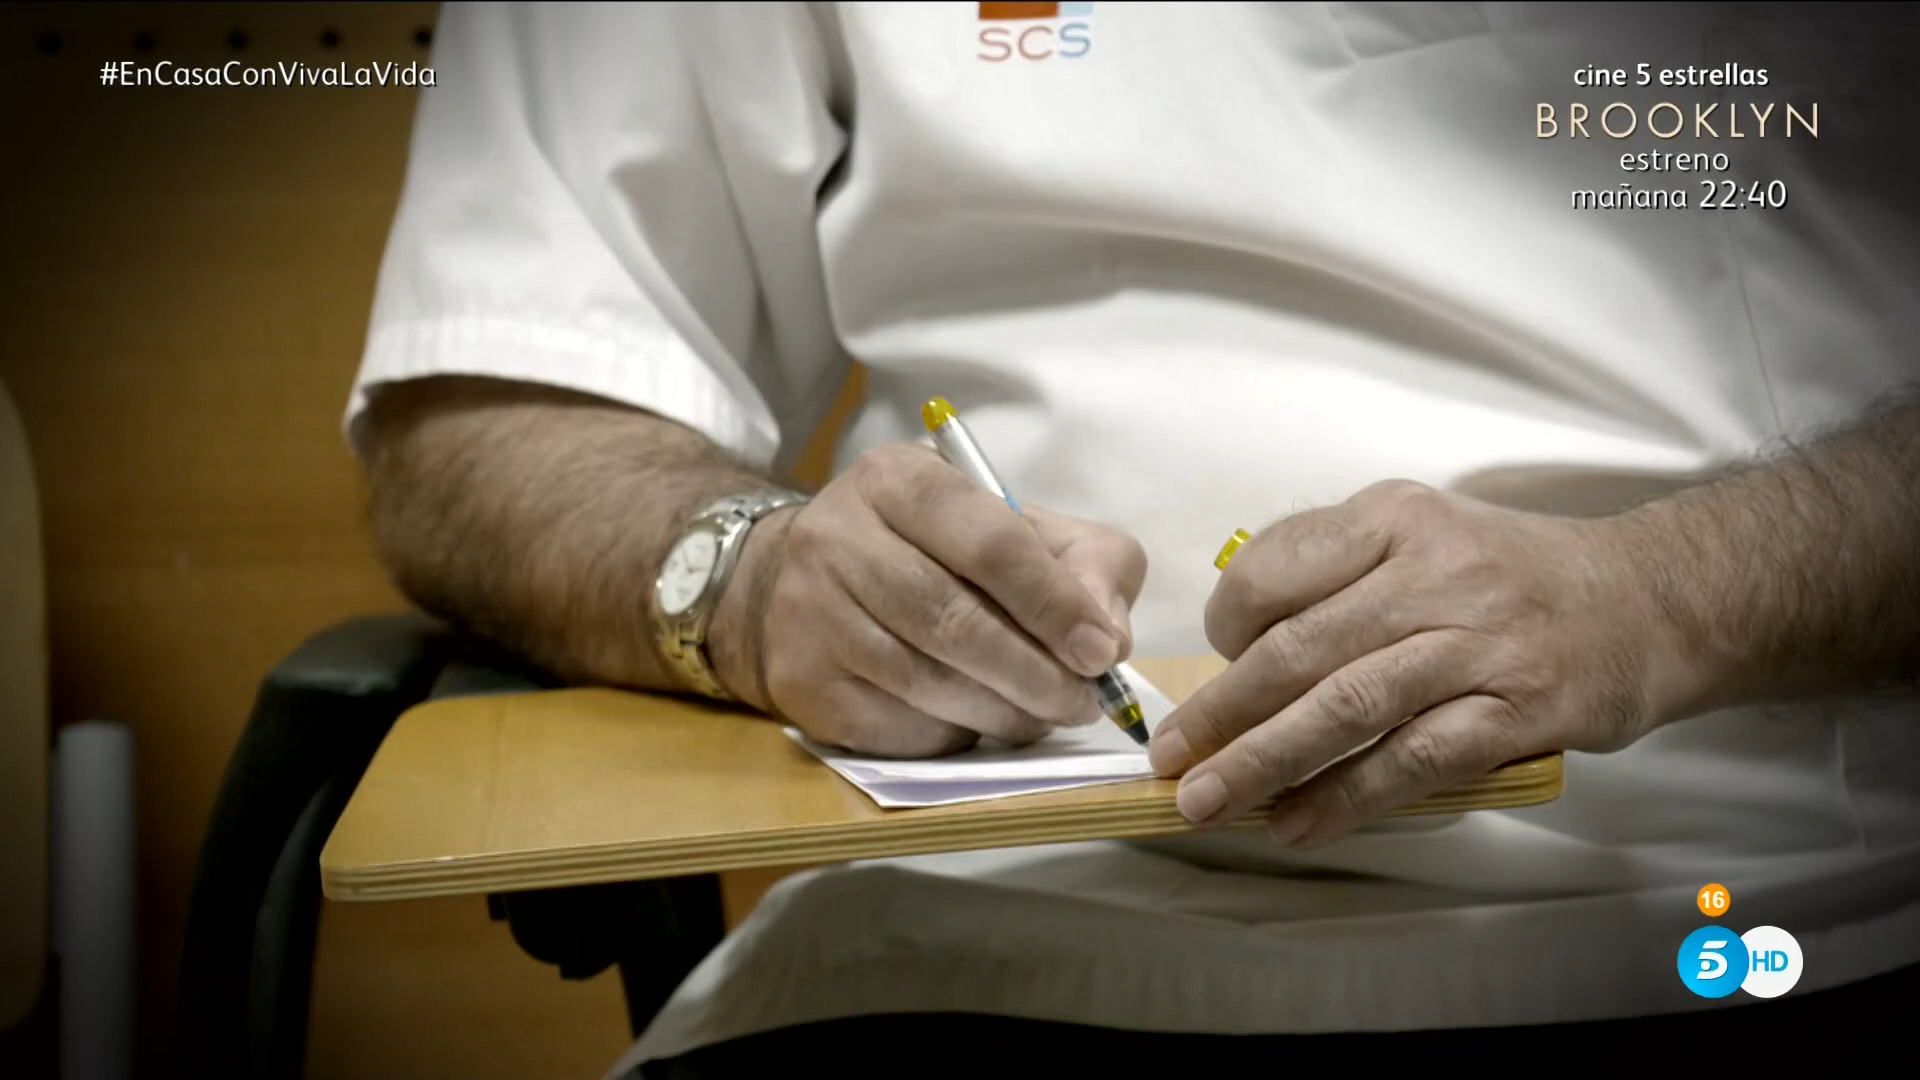 #EnCasaConVivaLaVida
SCS
cine 5 estrellas
BROOKLYN
estreno
mañana 22:40
16
5 HD